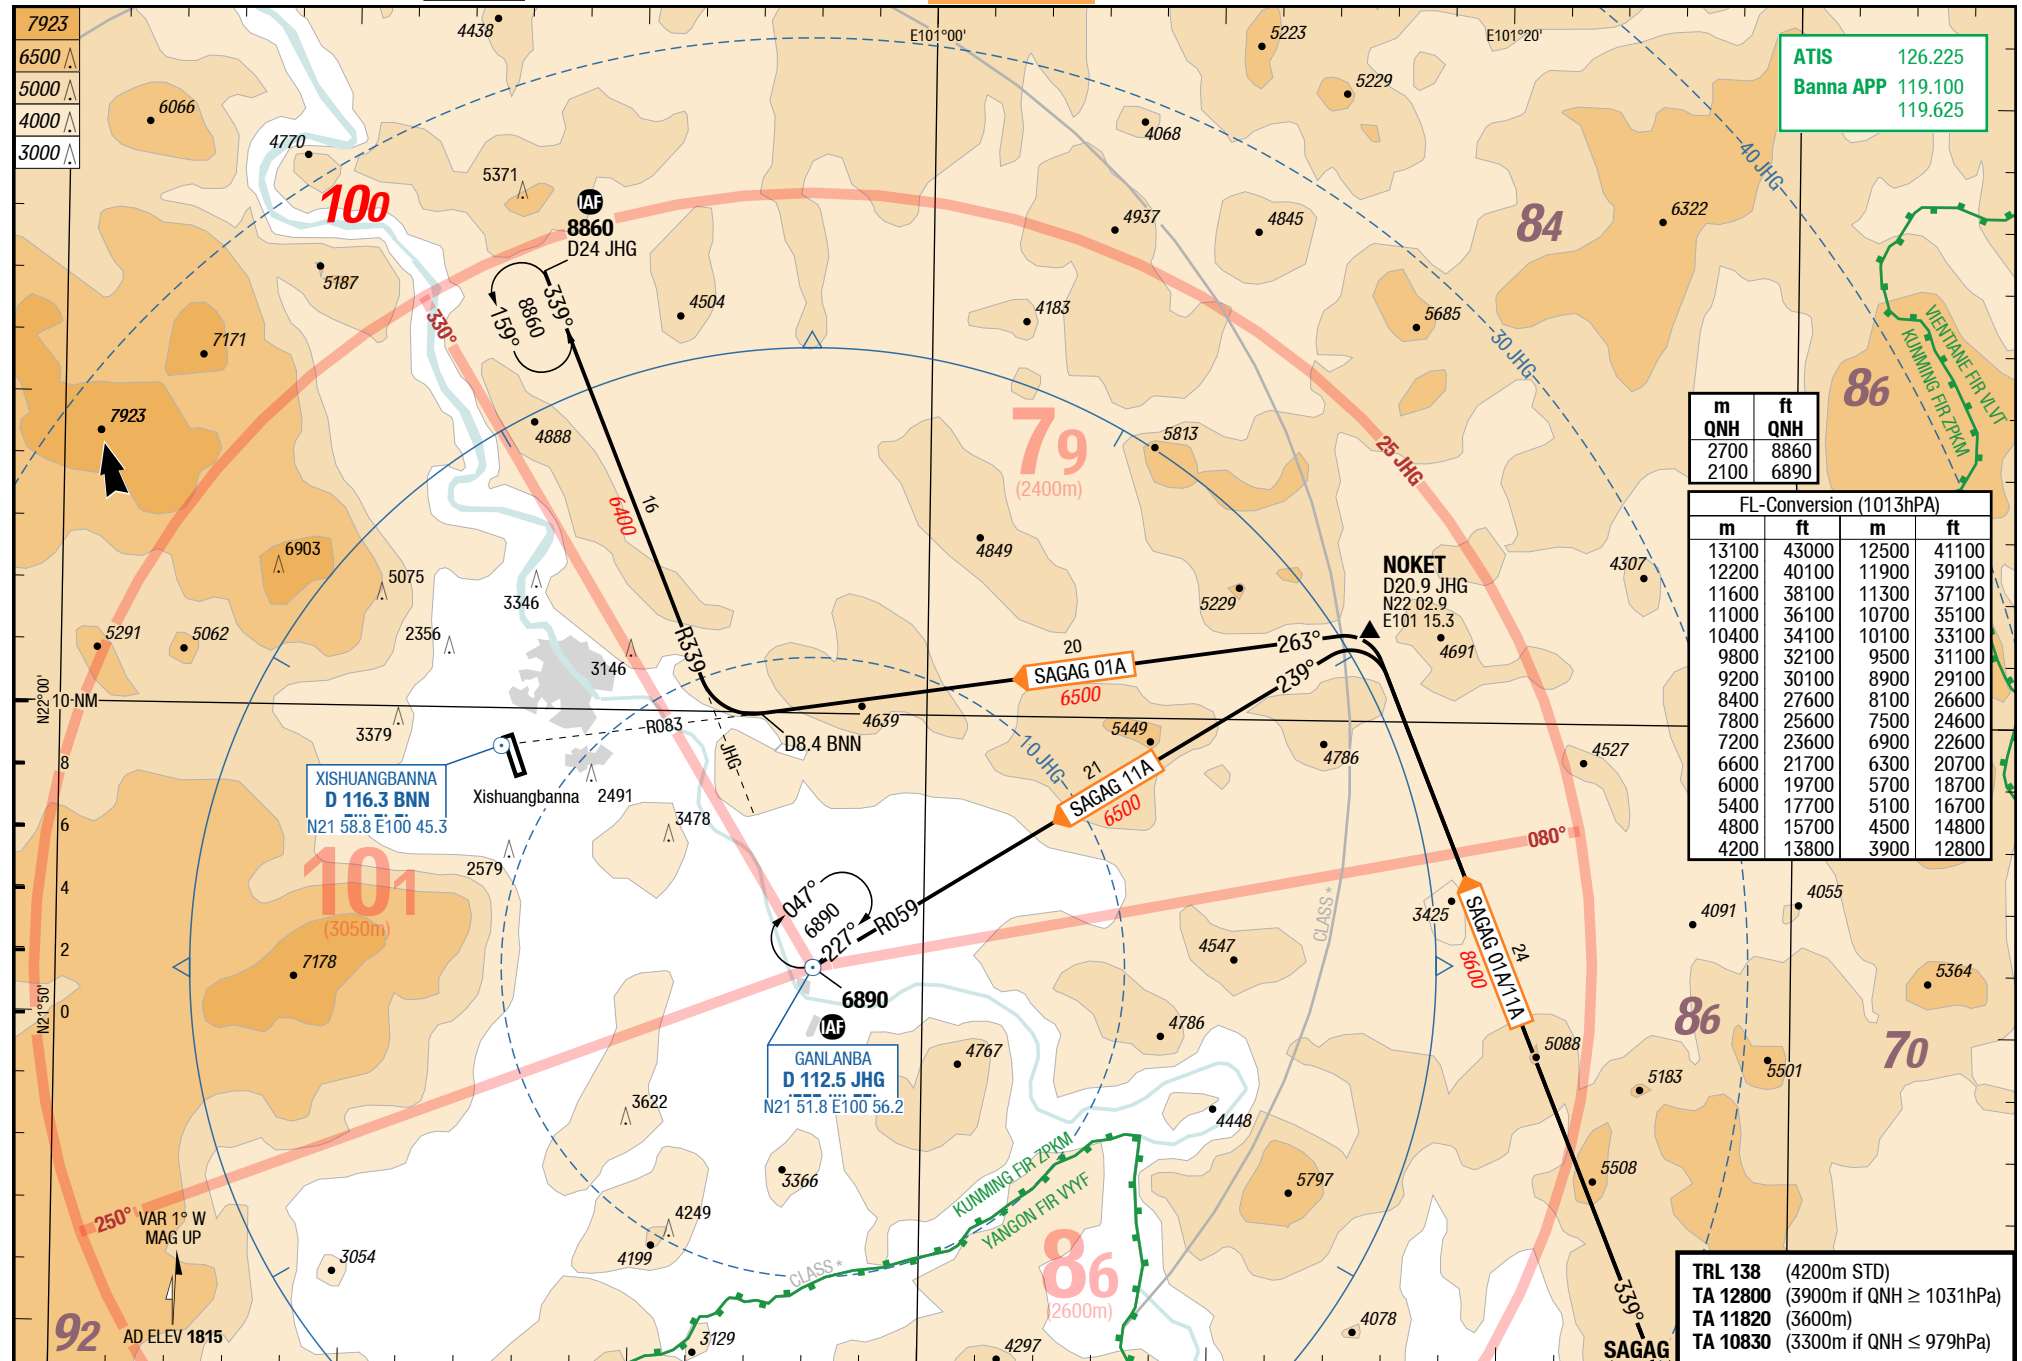 7923
6500
5000
4000
3000
4438
E101°00'
5223
E101°20'
ATIS 126.225
Banna APP 119.100
119.625
5229
6066
4770
4068
40 JHG
5371
100
IAF
8860
D24 JHG
4937
4845
84
6322
5187
4504
4183
5685
339°
8860
159°
330°
30 JHG
VIENTIANE FIR VLVT
KUNMING FIR ZPKM
7171
86
7923
4888
79
(2400m)
5813
25 JHG
m ft
QNH QNH
2700 8860
2100 6890
FL-Conversion (1013hPA)
m ft m ft
13100 43000 12500 41100
12200 40100 11900 39100
11600 38100 11300 37100
11000 36100 10700 35100
10400 34100 10100 33100
9800 32100 9500 31100
9200 30100 8900 29100
8400 27600 8100 26600
7800 25600 7500 24600
7200 23600 6900 22600
6600 21700 6300 20700
6000 19700 5700 18700
5400 17700 5100 16700
4800 15700 4500 14800
4200 13800 3900 12800
16
6400
4849
6903
5075
3346
5229
NOKET
D20.9 JHG
N22 02.9
E101 15.3
4307
5291
5062
2356
3146
R339
20
SAGAG 01A
6500
263°
239°
4691
N22°00'
10 NM
3379
R083
JHG
D8.4 BNN
4639
10 JHG
5449
4786
4527
8
XISHUANGBANNA
D 116.3 BNN
N21 58.8 E100 45.3
Xishuangbanna
2491
21
SAGAG 11A
6500
6
3478
080°
2579
101
(3050m)
4
047°
6890
227°
R059
CLASS *
3425
SAGAG 01A/11A
24
8600
4091
4055
2
7178
4547
5364
N21°50'
0
6890
IAF
GANLANBA
D 112.5 JHG
N21 51.8 E100 56.2
4786
86
70
4767
5088
5183
5501
3622
4448
KUNMING FIR ZPKM
YANGON FIR VYYF
3366
5797
5508
250°
VAR 1° W
MAG UP
4249
4199
3054
CLASS *
86
(2600m)
339°
92
AD ELEV 1815
3129
4297
4078
SAGAG
TRL 138 (4200m STD)
TA 12800 (3900m if QNH ≥ 1031hPa)
TA 11820 (3600m)
TA 10830 (3300m if QNH ≤ 979hPa)